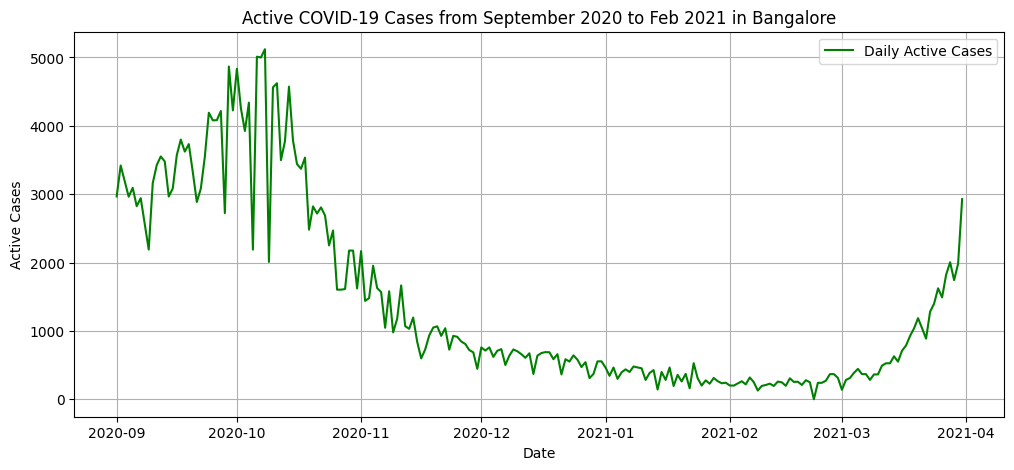 Active COVID-19 Cases from September 2020 to Feb 2021 in Bangalore
Daily Active Cases
Active Cases
5000
4000
3000
2000
1000
0
2020-09 2020-10 2020-11 2020-12 2021-01 2021-02 2021-03 2021-04
Date